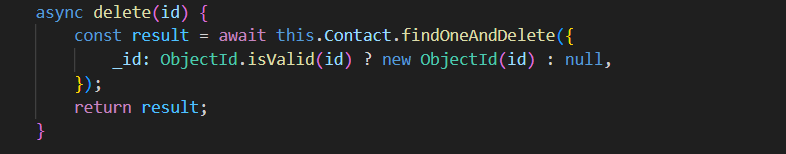 async delete(id) {
const result = await this.Contact.findOneAndDelete({
_id: ObjectId.isValid(id) ? new ObjectId(id) : null,
});
return result;
}